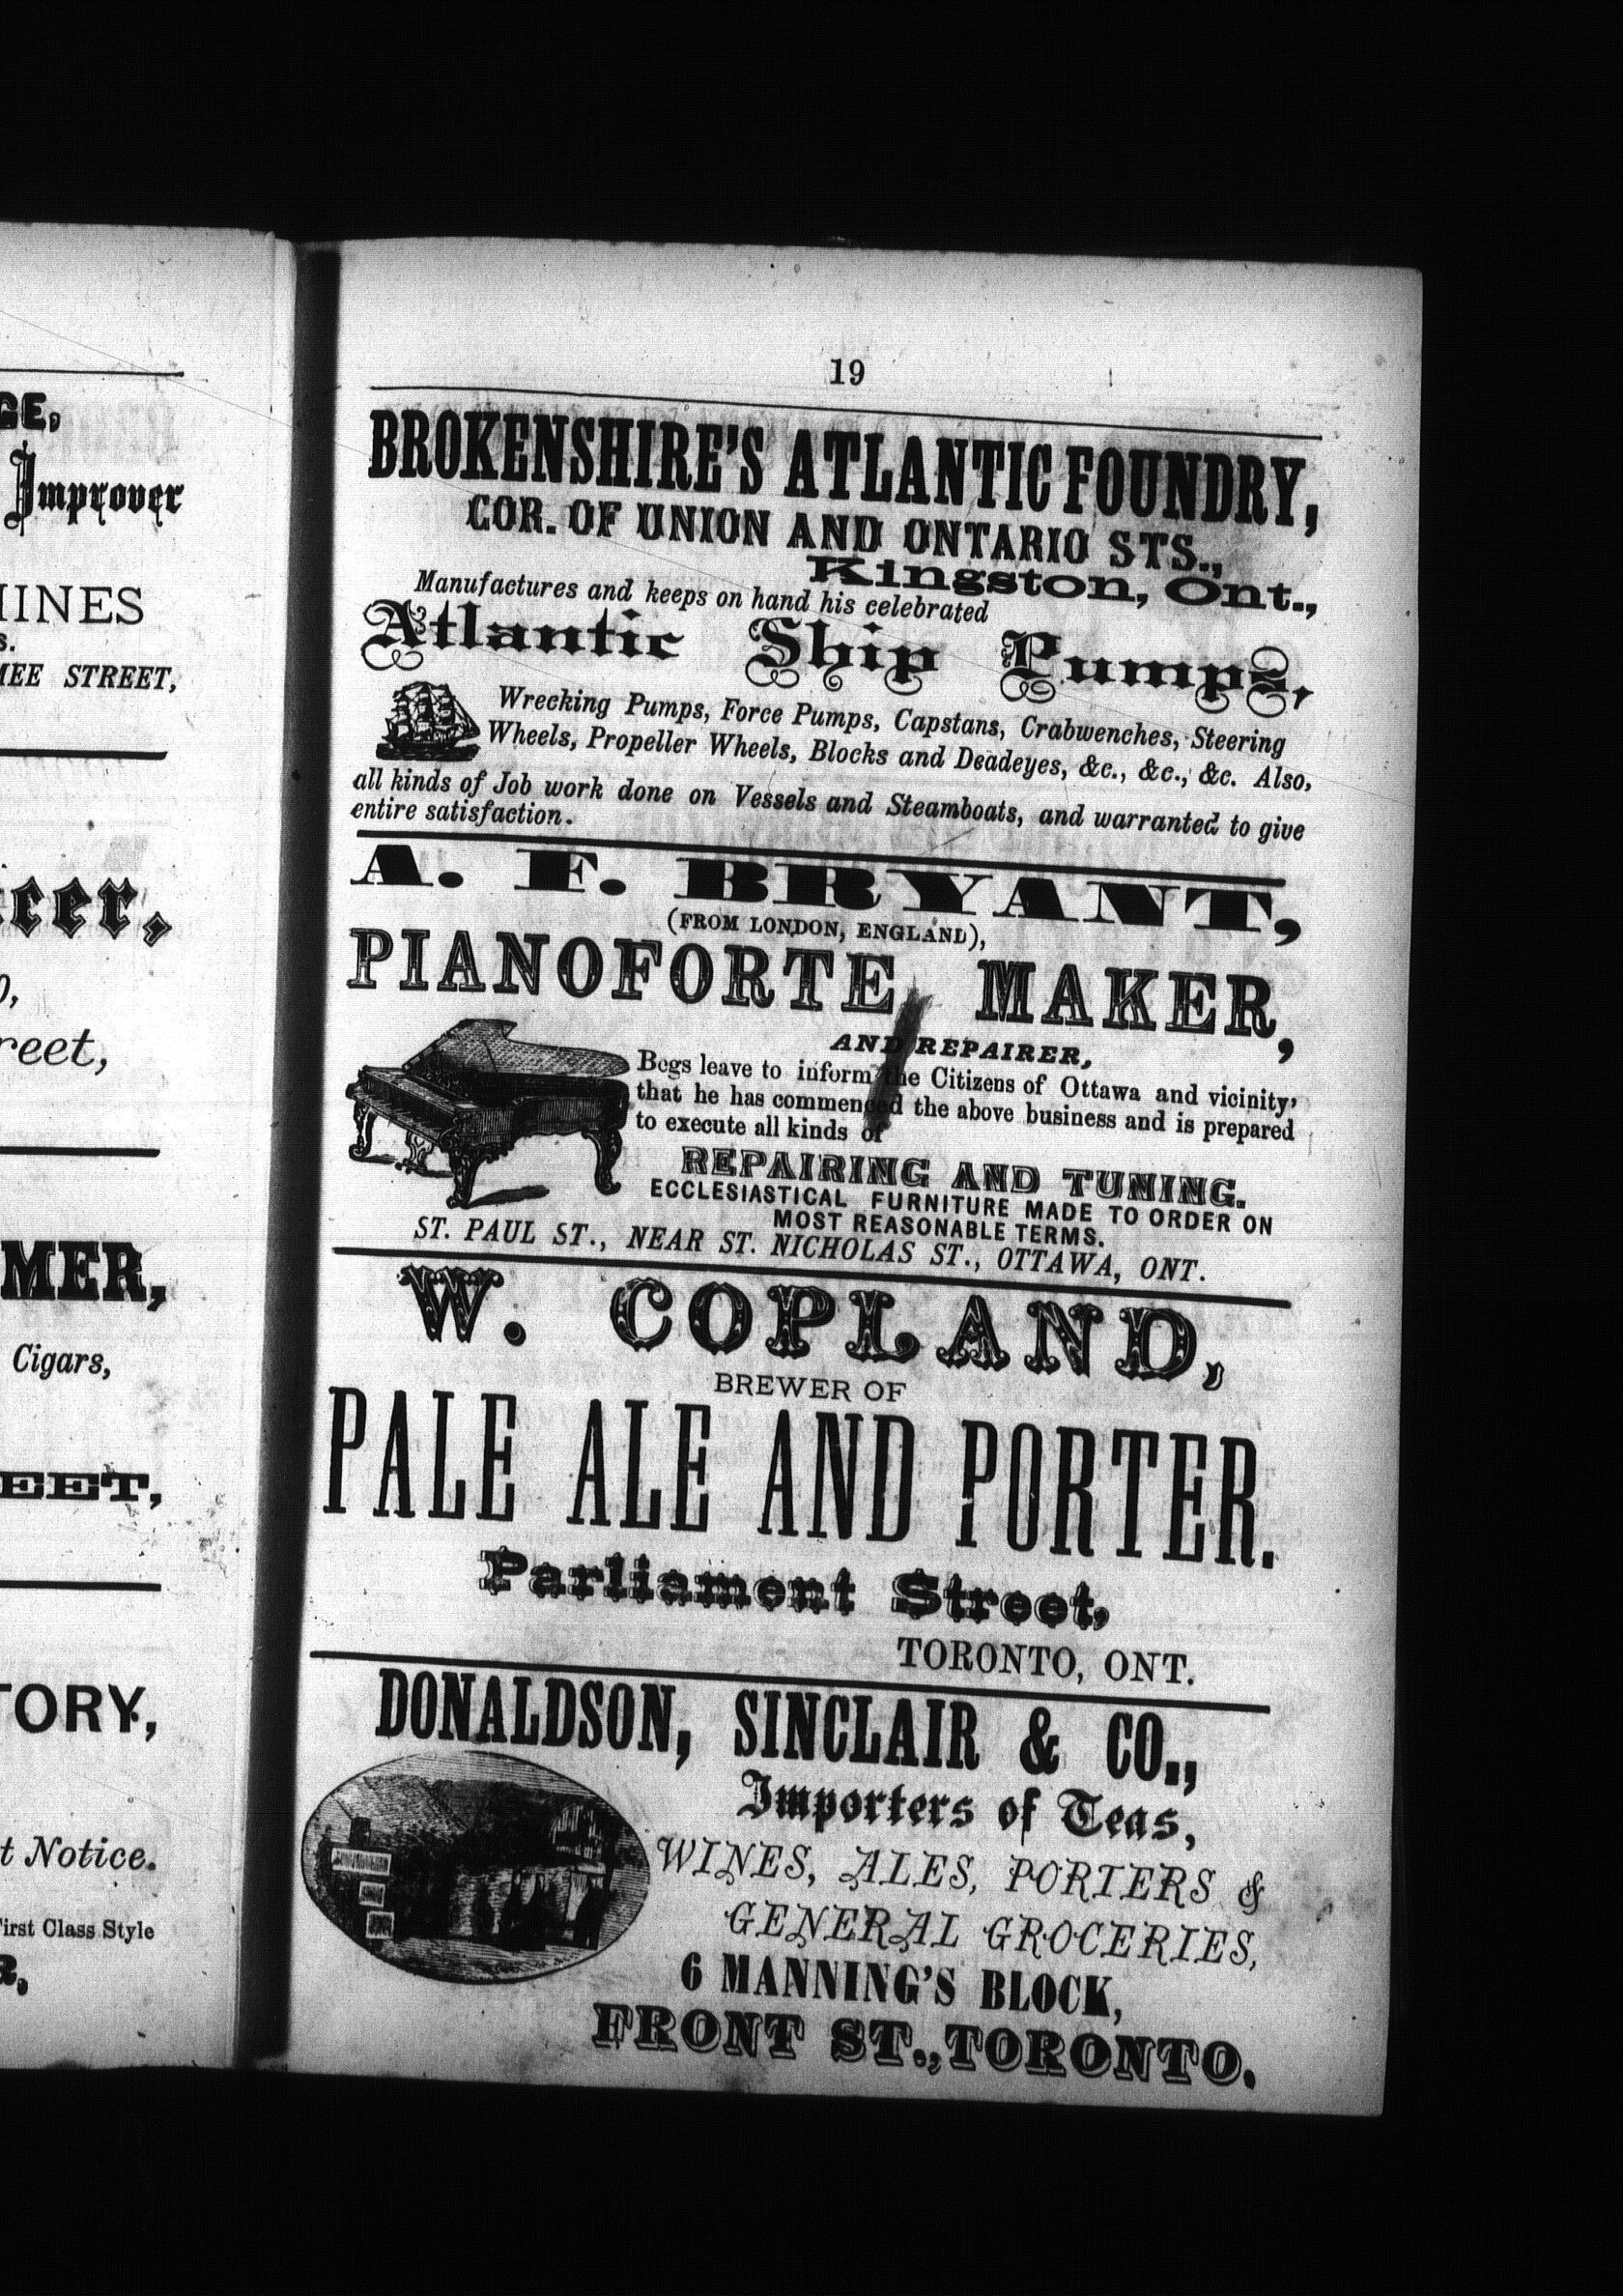 GE,
Improver
HINES
S.
MEE STREET,
cer,
O,
reet,
MER,
Cigars,
EET,
TORY,
t Notice.
First Class Style
R,
19
BROKENSHIRE'S ATLANTIC FOUNDRY,
COR. OF UNION AND ONTARIO STS.,
Kingston, Ont.,
Manufactures and keeps on hand his celebrated
Atlantic Ship Pumps,
Wrecking Pumps, Force Pumps, Capstans, Crabwenches, Steering
Wheels, Propeller Wheels, Blocks and Deadeyes, &c., &c., &c. Also,
all kinds of Job work done on Vessels and Steamboats, and warranted to give
entire satisfaction.
A. F. BRYANT,
(FROM LONDON, ENGLAND),
PIANOFORTE MAKER,
AND REPAIRER,
Begs leave to inform the Citizens of Ottawa and vicinity,
that he has commenced the above business and is prepared
to execute all kinds of
REPAIRING AND TUNING.
ECCLESIASTICAL FURNITURE MADE TO ORDER ON
MOST REASONABLE TERMS.
ST. PAUL ST., NEAR ST. NICHOLAS ST., OTTAWA, ONT.
W. COPLAND,
BREWER OF
PALE ALE AND PORTER.
Parliament Street,
TORONTO, ONT.
DONALDSON, SINCLAIR & CO.,
Importers of Teas,
WINES, ALES, PORTERS &
GENERAL GROCERIES,
6 MANNING'S BLOCK,
FRONT ST., TORONTO.